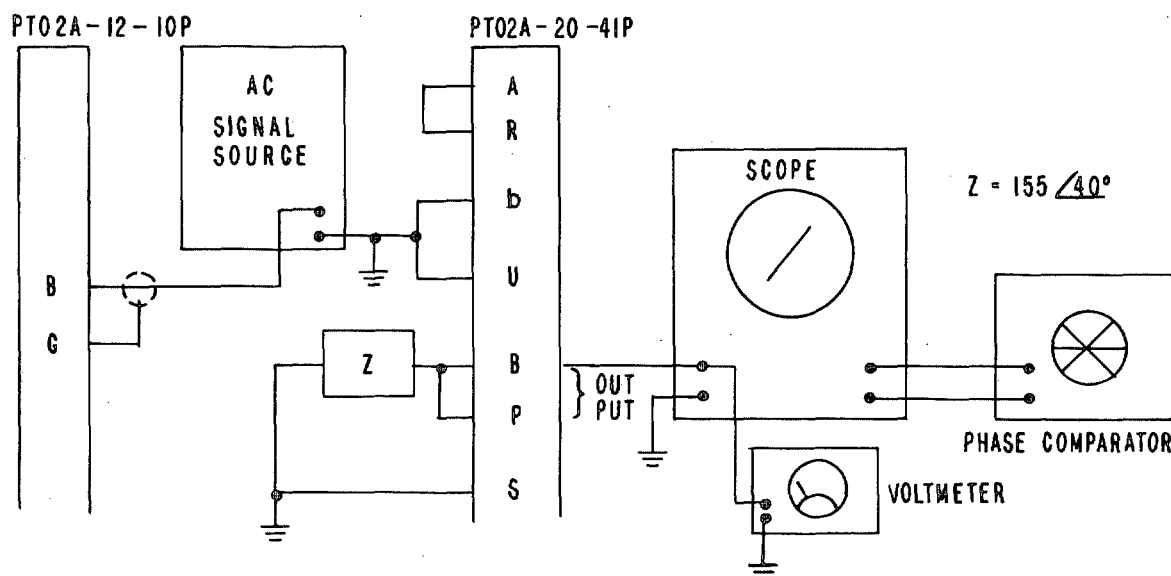 PT02A-12-10P
PT02A-20-41P
AC
SIGNAL
SOURCE
A
R
b
U
SCOPE
Z = 155 ∠40°
B
G
Z
B
P
OUT
PUT
S
PHASE COMPARATOR
VOLTMETER